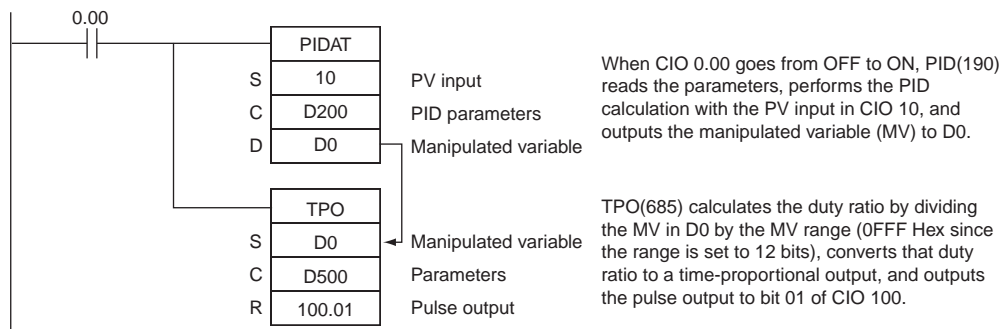 0.00
PIDAT
S 10 PV input
C D200 PID parameters
D D0 Manipulated variable
When CIO 0.00 goes from OFF to ON, PID(190)
reads the parameters, performs the PID
calculation with the PV input in CIO 10, and
outputs the manipulated variable (MV) to D0.
TPO
S D0 Manipulated variable
C D500 Parameters
R 100.01 Pulse output
TPO(685) calculates the duty ratio by dividing
the MV in D0 by the MV range (0FFF Hex since
the range is set to 12 bits), converts that duty
ratio to a time-proportional output, and outputs
the pulse output to bit 01 of CIO 100.